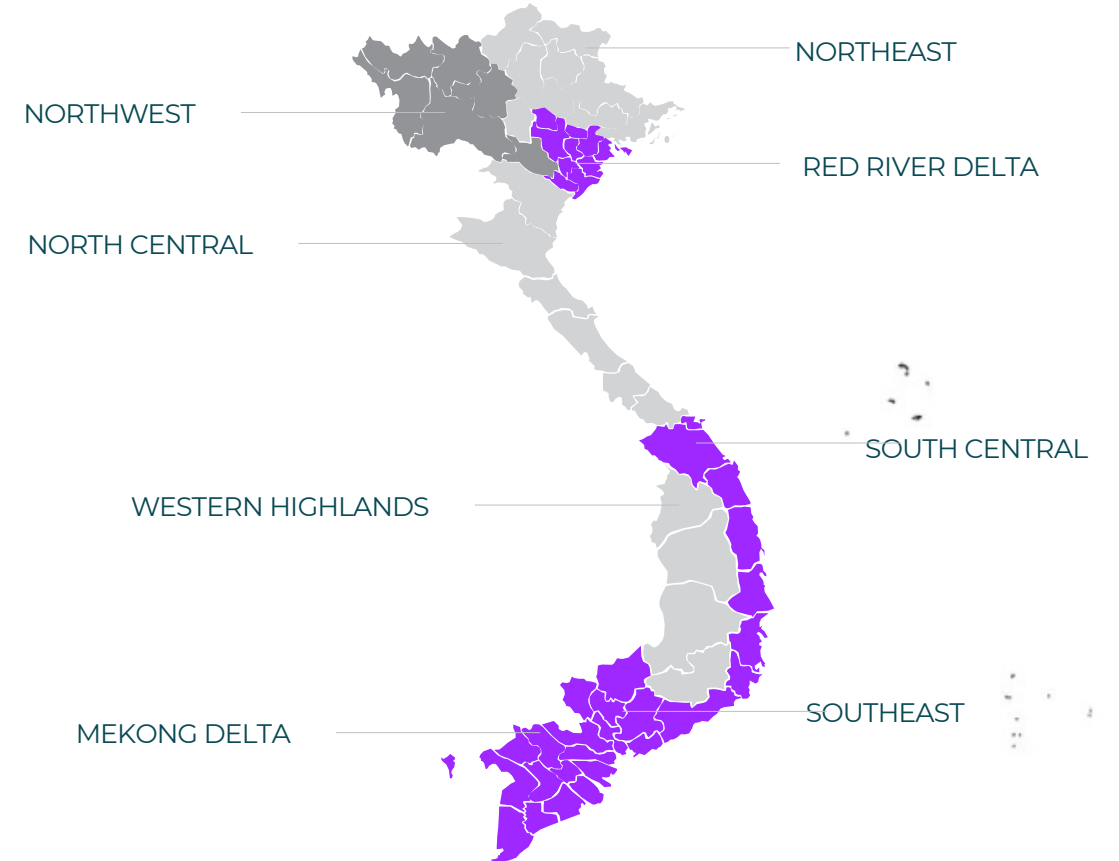 NORTHEAST
NORTHWEST
RED RIVER DELTA
NORTH CENTRAL
SOUTH CENTRAL
WESTERN HIGHLANDS
SOUTHEAST
MEKONG DELTA